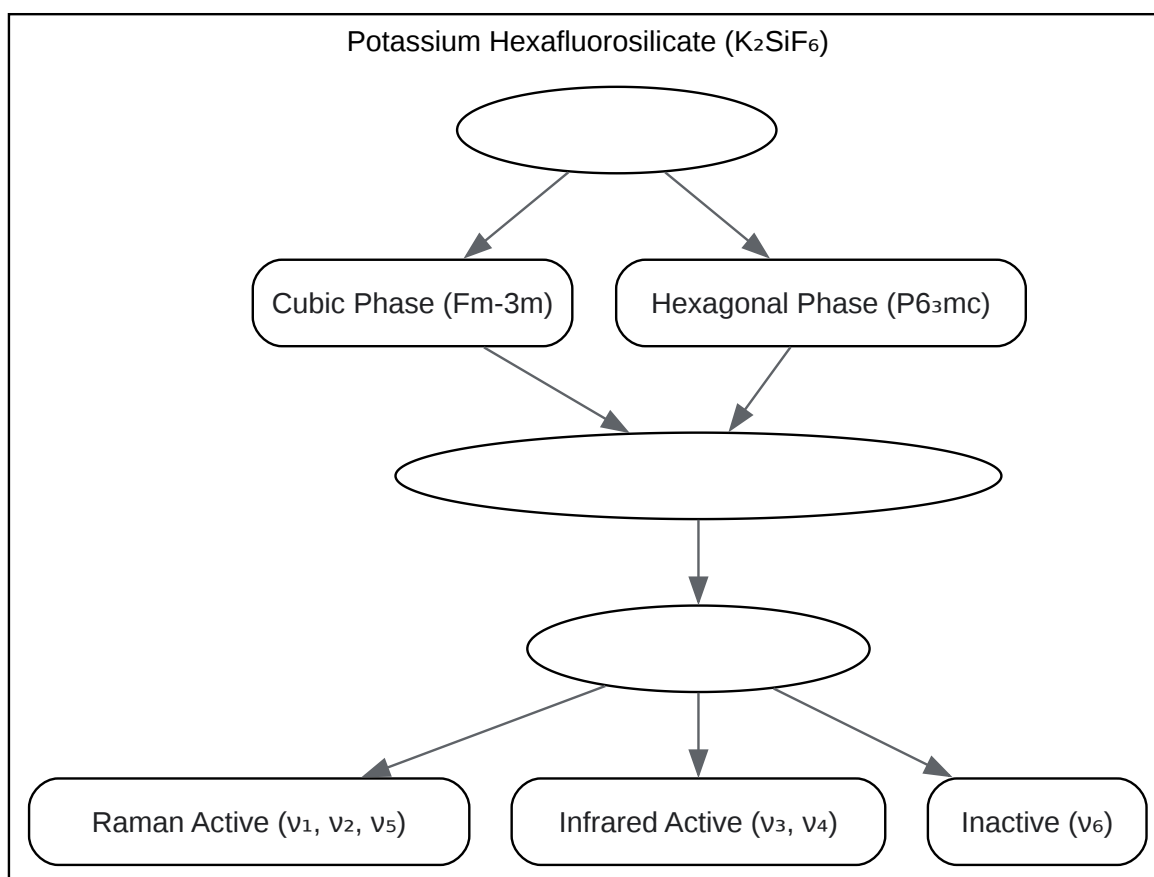 Potassium Hexafluorosilicate (K₂SiF₆)
Cubic Phase (Fm-3m)
Hexagonal Phase (P6₃mc)
Raman Active (ν₁, ν₂, ν₅)
Infrared Active (ν₃, ν₄)
Inactive (ν₆)